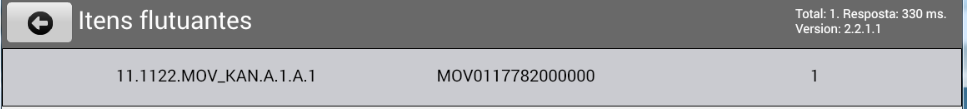 Itens flutuantes
Total: 1. Resposta: 330 ms.
Version: 2.2.1.1
11.1122.MOV_KAN.A.1.A.1 MOV0117782000000 1